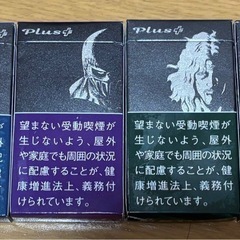 Plus+
望まない受動喫煙が
生じないよう、屋外
や家庭でも周囲の状況
に配慮することが、健
康増進法上、義務付
けられています。
Plus+
望まない受動喫煙が
生じないよう、屋外
や家庭でも周囲の状況
に配慮することが、健
康増進法上、義務付
けられています。